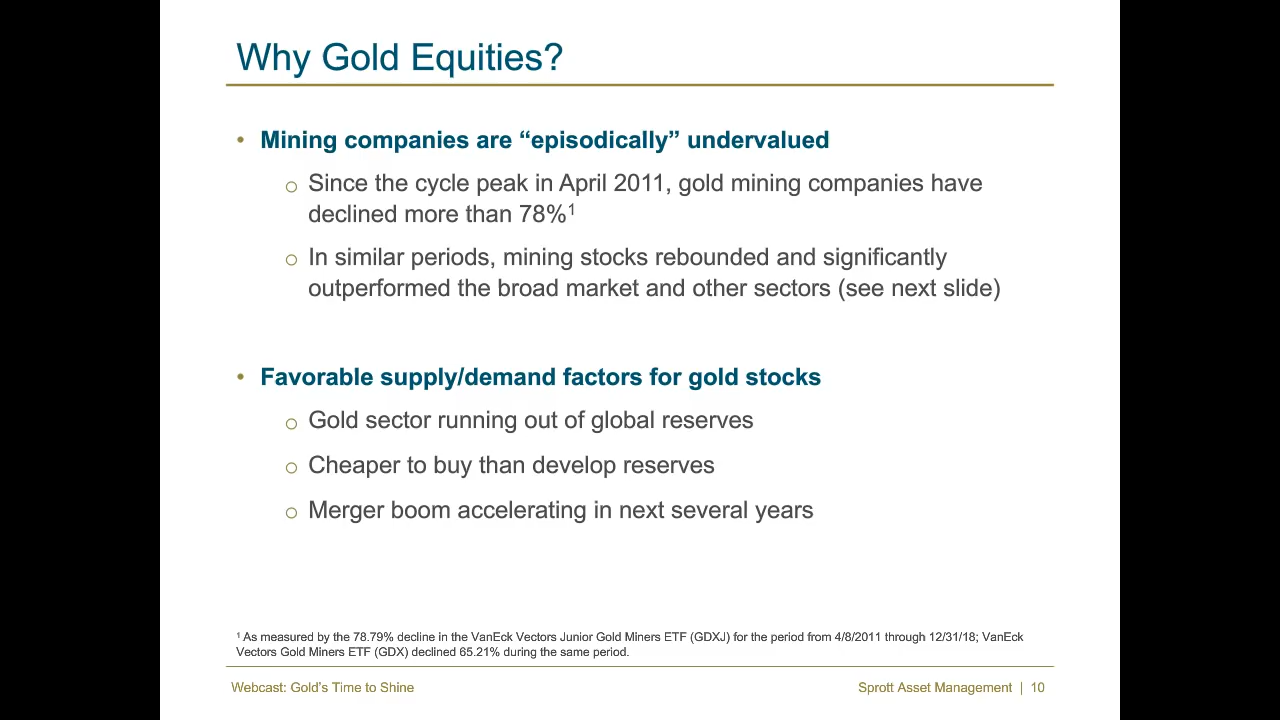 Why Gold Equities?
• Mining companies are “episodically” undervalued
o Since the cycle peak in April 2011, gold mining companies have
declined more than 78%¹
o In similar periods, mining stocks rebounded and significantly
outperformed the broad market and other sectors (see next slide)
• Favorable supply/demand factors for gold stocks
o Gold sector running out of global reserves
o Cheaper to buy than develop reserves
o Merger boom accelerating in next several years
¹ As measured by the 78.79% decline in the VanEck Vectors Junior Gold Miners ETF (GDXJ) for the period from 4/8/2011 through 12/31/18; VanEck
Vectors Gold Miners ETF (GDX) declined 65.21% during the same period.
Webcast: Gold’s Time to Shine
Sprott Asset Management | 10